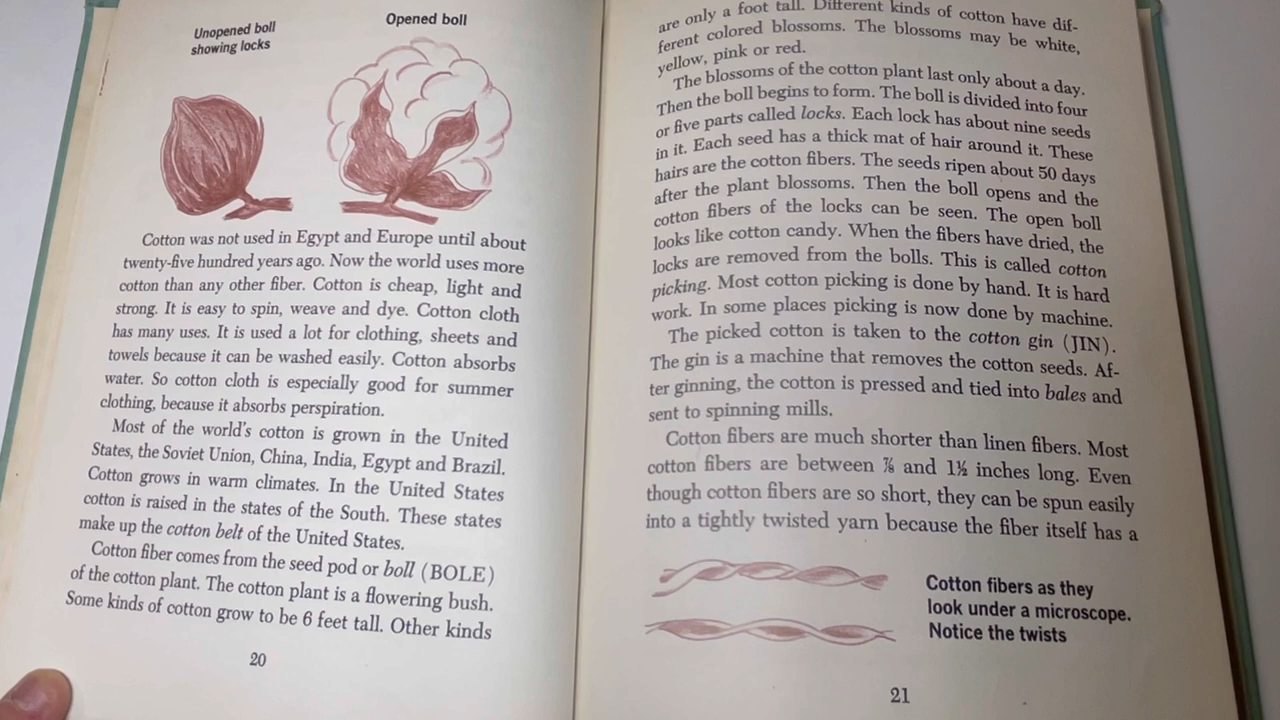 Unopened boll
showing locks
Opened boll
Cotton was not used in Egypt and Europe until about
twenty-five hundred years ago. Now the world uses more
cotton than any other fiber. Cotton is cheap, light and
strong. It is easy to spin, weave and dye. Cotton cloth
has many uses. It is used a lot for clothing, sheets and
towels because it can be washed easily. Cotton absorbs
water. So cotton cloth is especially good for summer
clothing, because it absorbs perspiration.
Most of the world's cotton is grown in the United
States, the Soviet Union, China, India, Egypt and Brazil.
Cotton grows in warm climates. In the United States
cotton is raised in the states of the South. These states
make up the cotton belt of the United States.
Cotton fiber comes from the seed pod or boll (BOLE)
of the cotton plant. The cotton plant is a flowering bush.
Some kinds of cotton grow to be 6 feet tall. Other kinds
20
are only a foot tall. Different kinds of cotton have dif-
ferent colored blossoms. The blossoms may be white,
yellow, pink or red.
The blossoms of the cotton plant last only about a day.
Then the boll begins to form. The boll is divided into four
or five parts called locks. Each lock has about nine seeds
in it. Each seed has a thick mat of hair around it. These
hairs are the cotton fibers. The seeds ripen about 50 days
after the plant blossoms. Then the boll opens and the
cotton fibers of the locks can be seen. The open boll
looks like cotton candy. When the fibers have dried, the
locks are removed from the bolls. This is called cotton
picking. Most cotton picking is done by hand. It is hard
work. In some places picking is now done by machine.
The picked cotton is taken to the cotton gin (JIN).
The gin is a machine that removes the cotton seeds. Af-
ter ginning, the cotton is pressed and tied into bales and
sent to spinning mills.
Cotton fibers are much shorter than linen fibers. Most
cotton fibers are between ⅞ and 1½ inches long. Even
though cotton fibers are so short, they can be spun easily
into a tightly twisted yarn because the fiber itself has a
Cotton fibers as they
look under a microscope.
Notice the twists
21